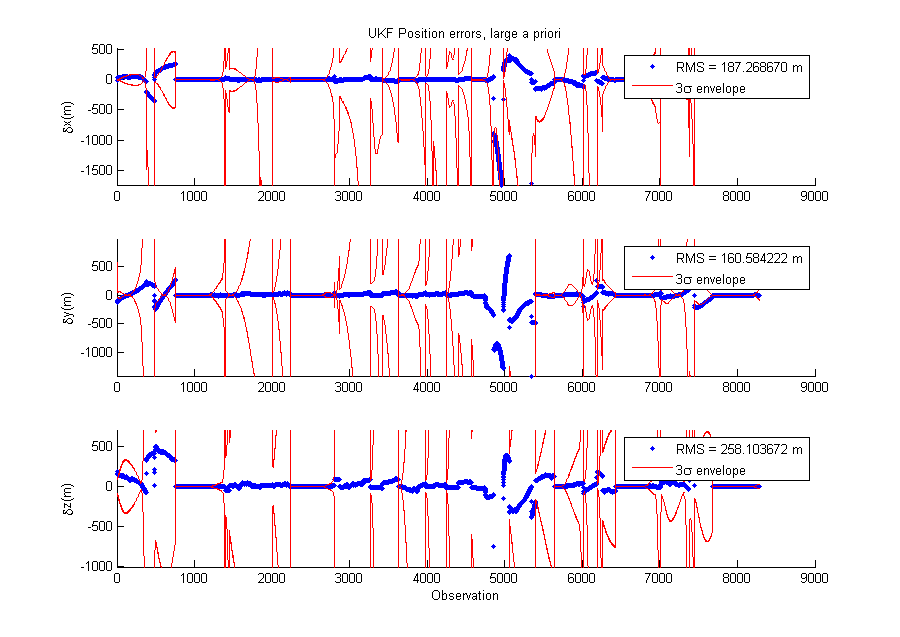 UKF Position errors, large a priori
500
0
-500
-1000
-1500
δx(m)
RMS = 187.268670 m
3σ envelope
0 1000 2000 3000 4000 5000 6000 7000 8000 9000
500
0
-500
-1000
δy(m)
RMS = 160.584222 m
3σ envelope
0 1000 2000 3000 4000 5000 6000 7000 8000 9000
500
0
-500
-1000
δz(m)
RMS = 258.103672 m
3σ envelope
0 1000 2000 3000 4000 5000 6000 7000 8000 9000
Observation